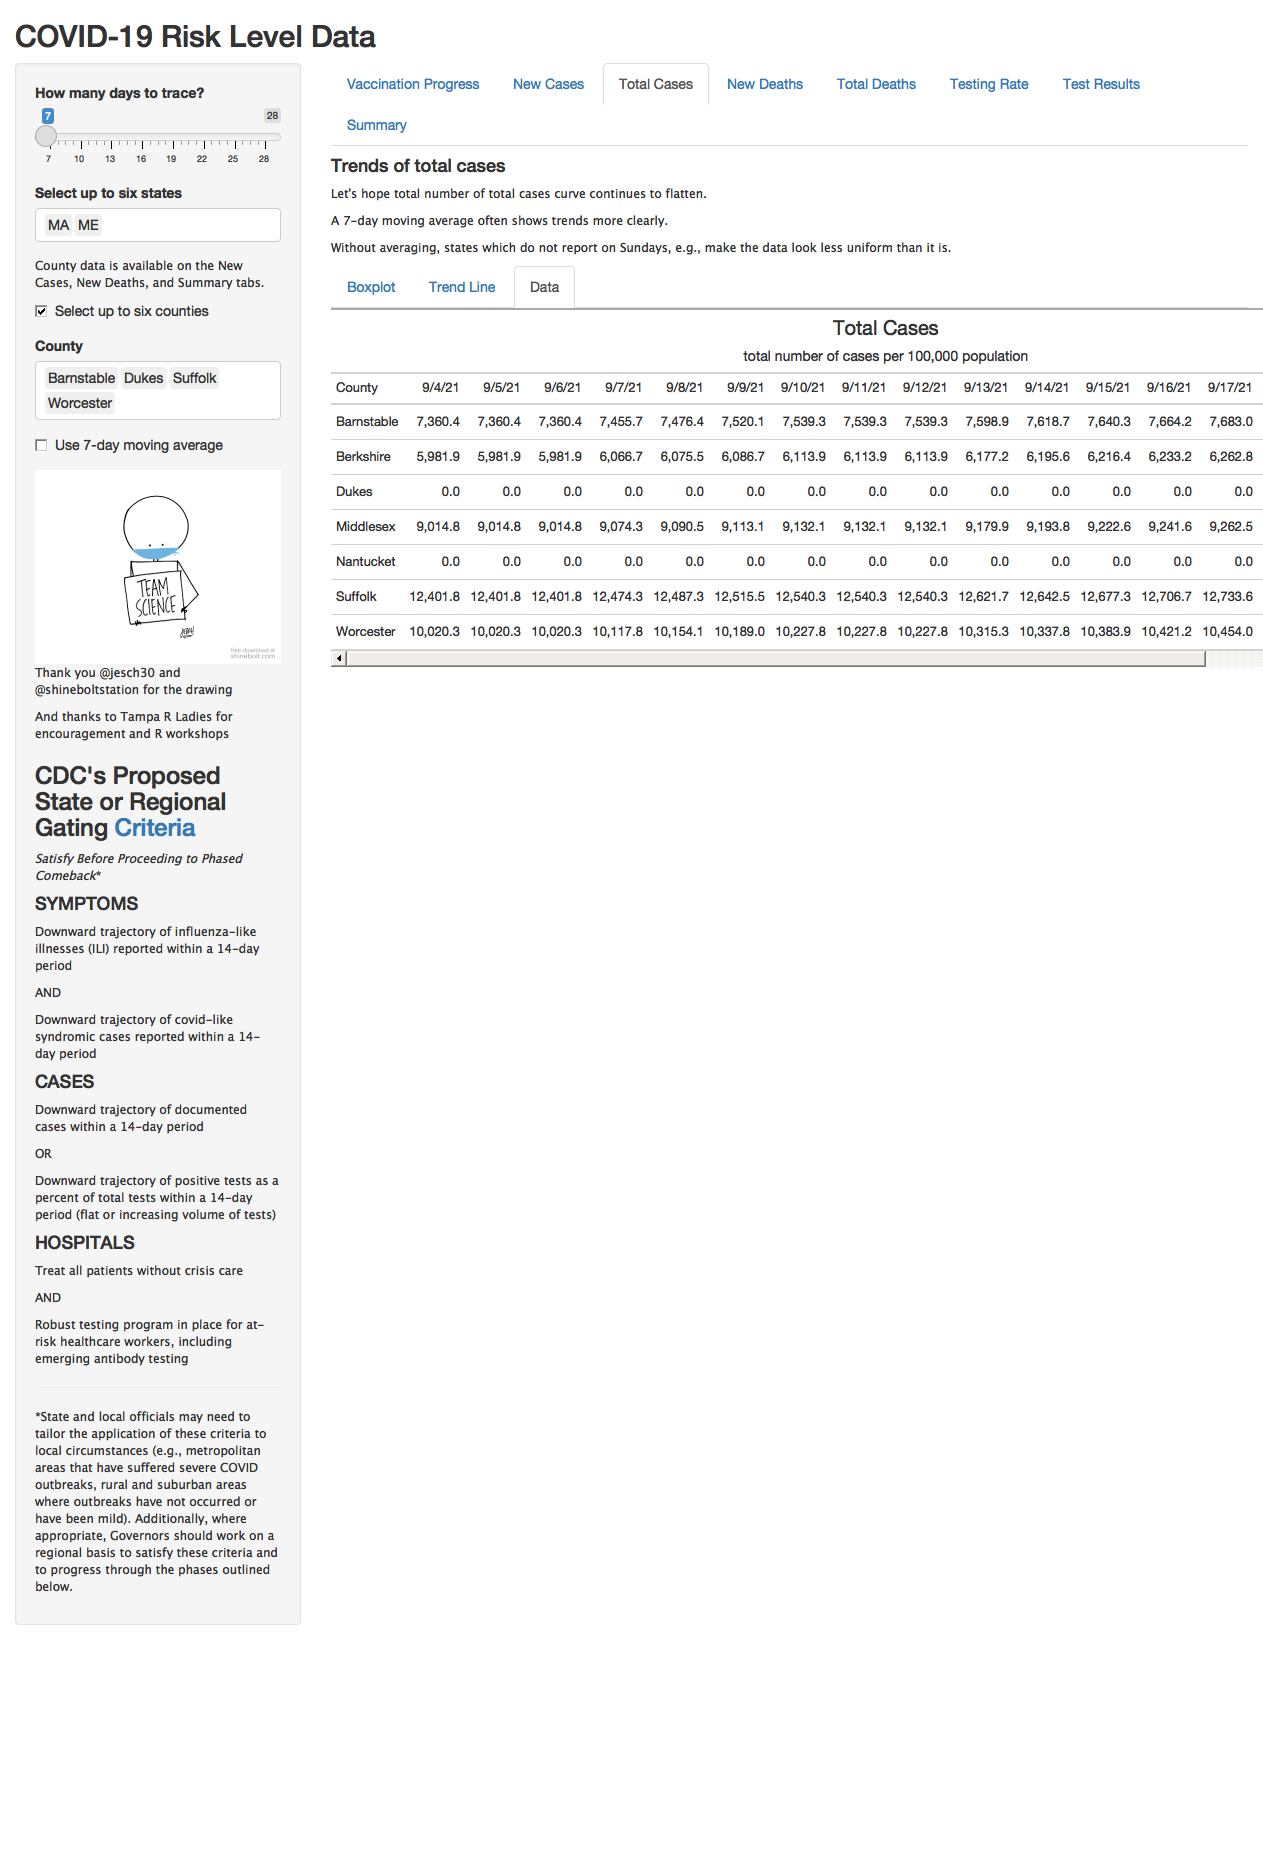 COVID-19 Risk Level Data
How many days to trace?
7
28
7 10 13 16 19 22 25 28
Select up to six states
MA ME
County data is available on the New
Cases, New Deaths, and Summary tabs.
Select up to six counties
County
Barnstable Dukes Suffolk
Worcester
Use 7-day moving average
TEAM
SCIENCE
free download at
shinebolt.com
Thank you @jesch30 and
@shineboltstation for the drawing
And thanks to Tampa R Ladies for
encouragement and R workshops
CDC's Proposed
State or Regional
Gating Criteria
Satisfy Before Proceeding to Phased
Comeback*
SYMPTOMS
Downward trajectory of influenza-like
illnesses (ILI) reported within a 14-day
period
AND
Downward trajectory of covid-like
syndromic cases reported within a 14-
day period
CASES
Downward trajectory of documented
cases within a 14-day period
OR
Downward trajectory of positive tests as a
percent of total tests within a 14-day
period (flat or increasing volume of tests)
HOSPITALS
Treat all patients without crisis care
AND
Robust testing program in place for at-
risk healthcare workers, including
emerging antibody testing
*State and local officials may need to
tailor the application of these criteria to
local circumstances (e.g., metropolitan
areas that have suffered severe COVID
outbreaks, rural and suburban areas
where outbreaks have not occurred or
have been mild). Additionally, where
appropriate, Governors should work on a
regional basis to satisfy these criteria and
to progress through the phases outlined
below.
Vaccination Progress New Cases Total Cases New Deaths Total Deaths Testing Rate Test Results
Summary
Trends of total cases
Let's hope total number of total cases curve continues to flatten.
A 7-day moving average often shows trends more clearly.
Without averaging, states which do not report on Sundays, e.g., make the data look less uniform than it is.
Boxplot Trend Line Data
Total Cases
total number of cases per 100,000 population
County 9/4/21 9/5/21 9/6/21 9/7/21 9/8/21 9/9/21 9/10/21 9/11/21 9/12/21 9/13/21 9/14/21 9/15/21 9/16/21 9/17/21
Barnstable 7,360.4 7,360.4 7,360.4 7,455.7 7,476.4 7,520.1 7,539.3 7,539.3 7,539.3 7,598.9 7,618.7 7,640.3 7,664.2 7,683.0
Berkshire 5,981.9 5,981.9 5,981.9 6,066.7 6,075.5 6,086.7 6,113.9 6,113.9 6,113.9 6,177.2 6,195.6 6,216.4 6,233.2 6,262.8
Dukes 0.0 0.0 0.0 0.0 0.0 0.0 0.0 0.0 0.0 0.0 0.0 0.0 0.0 0.0
Middlesex 9,014.8 9,014.8 9,014.8 9,074.3 9,090.5 9,113.1 9,132.1 9,132.1 9,132.1 9,179.9 9,193.8 9,222.6 9,241.6 9,262.5
Nantucket 0.0 0.0 0.0 0.0 0.0 0.0 0.0 0.0 0.0 0.0 0.0 0.0 0.0 0.0
Suffolk 12,401.8 12,401.8 12,401.8 12,474.3 12,487.3 12,515.5 12,540.3 12,540.3 12,540.3 12,621.7 12,642.5 12,677.3 12,706.7 12,733.6
Worcester 10,020.3 10,020.3 10,020.3 10,117.8 10,154.1 10,189.0 10,227.8 10,227.8 10,227.8 10,315.3 10,337.8 10,383.9 10,421.2 10,454.0